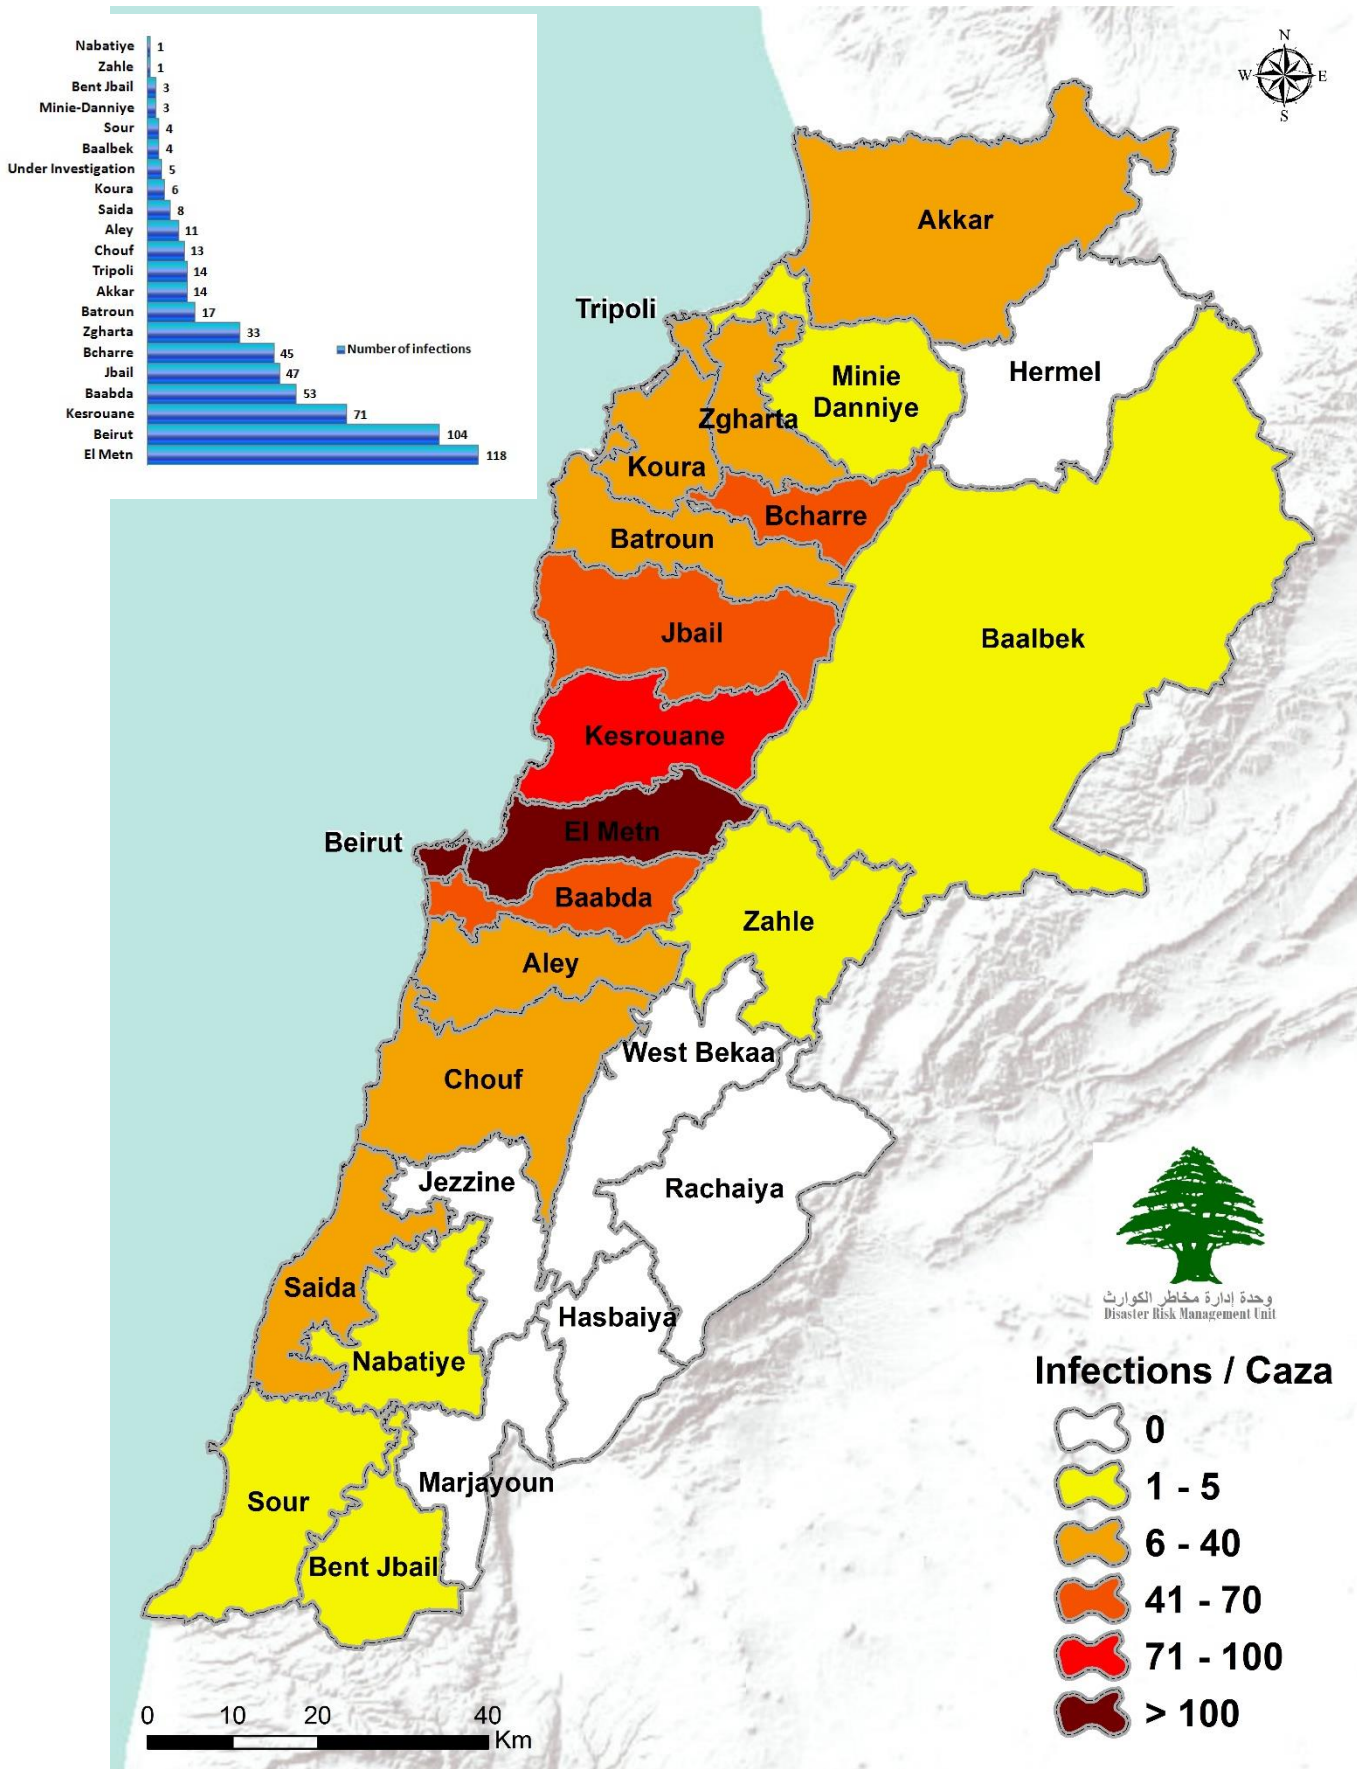 Nabatiye 1
Zahle 1
Bent Jbail 3
Minie-Danniye 3
Sour 4
Baalbek 4
Under Investigation 5
Koura 6
Saida 8
Aley 11
Chouf 13
Tripoli 14
Akkar 14
Batroun 17
Zgharta 33
Bcharre 45
Jbail 47
Baabda 53
Kesrouane 71
Beirut 104
El Metn 118
Number of infections
N
W E
S
Akkar
Tripoli
Hermel
Minie
Danniye
Zgharta
Koura
Bcharre
Batroun
Jbail
Baalbek
Kesrouane
El Metn
Beirut
Baabda
Zahle
Aley
West Bekaa
Chouf
Jezzine
Rachaiya
Saida
Hasbaiya
Nabatiye
Marjayoun
Sour
Bent Jbail
وحدة إدارة مخاطر الكوارث
Disaster Risk Management Unit
Infections / Caza
0
1 - 5
6 - 40
41 - 70
71 - 100
> 100
0 10 20 40
Km